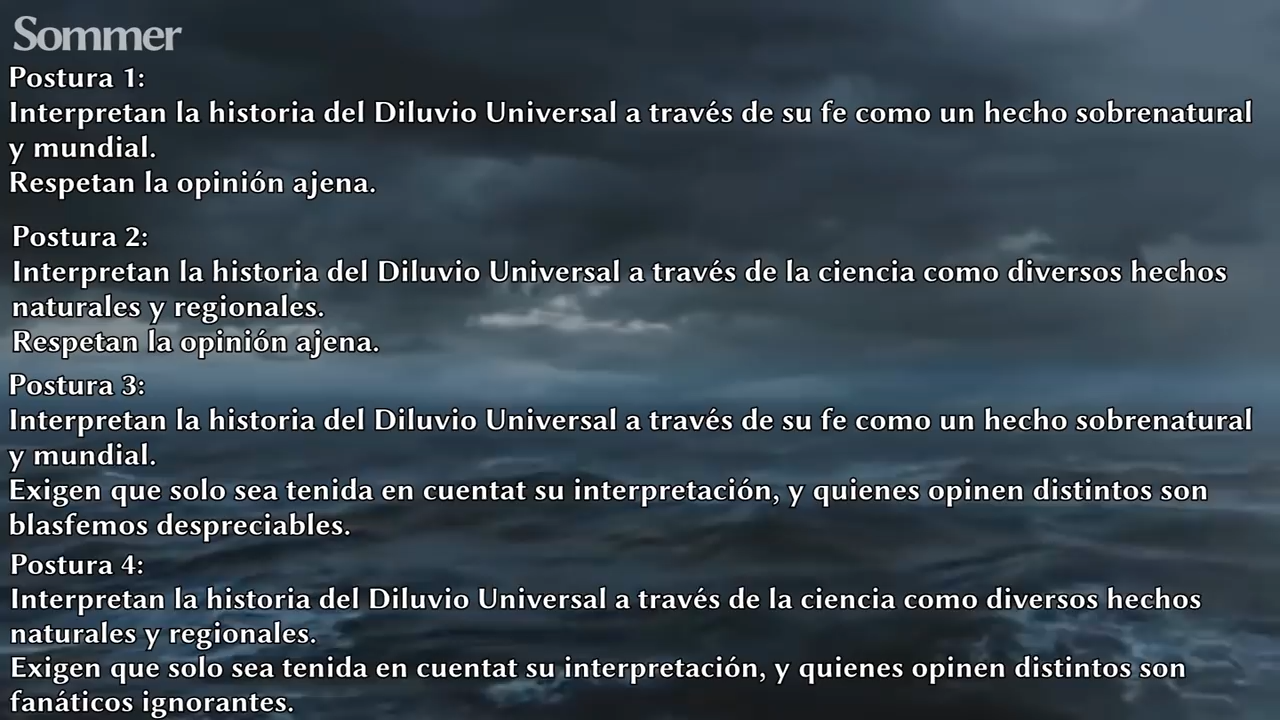 Sommer
Postura 1:
Interpretan la historia del Diluvio Universal a través de su fe como un hecho sobrenatural
y mundial.
Respetan la opinión ajena.
Postura 2:
Interpretan la historia del Diluvio Universal a través de la ciencia como diversos hechos
naturales y regionales.
Respetan la opinión ajena.
Postura 3:
Interpretan la historia del Diluvio Universal a través de su fe como un hecho sobrenatural
y mundial.
Exigen que solo sea tenida en cuentat su interpretación, y quienes opinen distintos son
blasfemos despreciables.
Postura 4:
Interpretan la historia del Diluvio Universal a través de la ciencia como diversos hechos
naturales y regionales.
Exigen que solo sea tenida en cuentat su interpretación, y quienes opinen distintos son
fanáticos ignorantes.